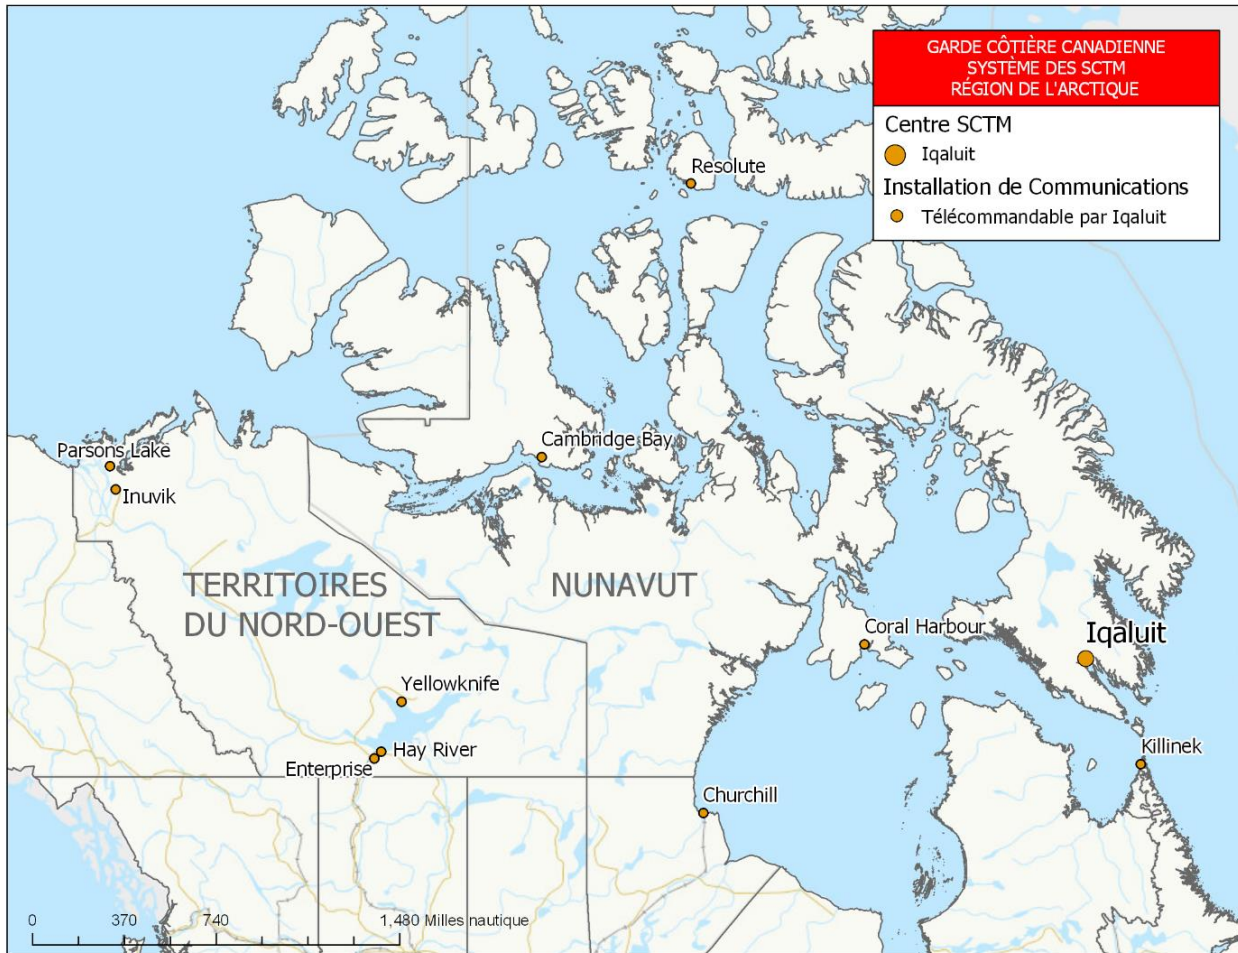 GARDE CÔTIÈRE CANADIENNE
SYSTÈME DES SCTM
RÉGION DE L'ARCTIQUE
Centre SCTM
Iqaluit
Installation de Communications
Télécommandable par Iqaluit
Resolute
Cambridge Bay
Parsons Lake
Inuvik
TERRITOIRES
DU NORD-OUEST
NUNAVUT
Coral Harbour
Iqaluit
Yellowknife
Hay River
Enterprise
Killinek
Churchill
0 370 740 1,480 Milles nautique